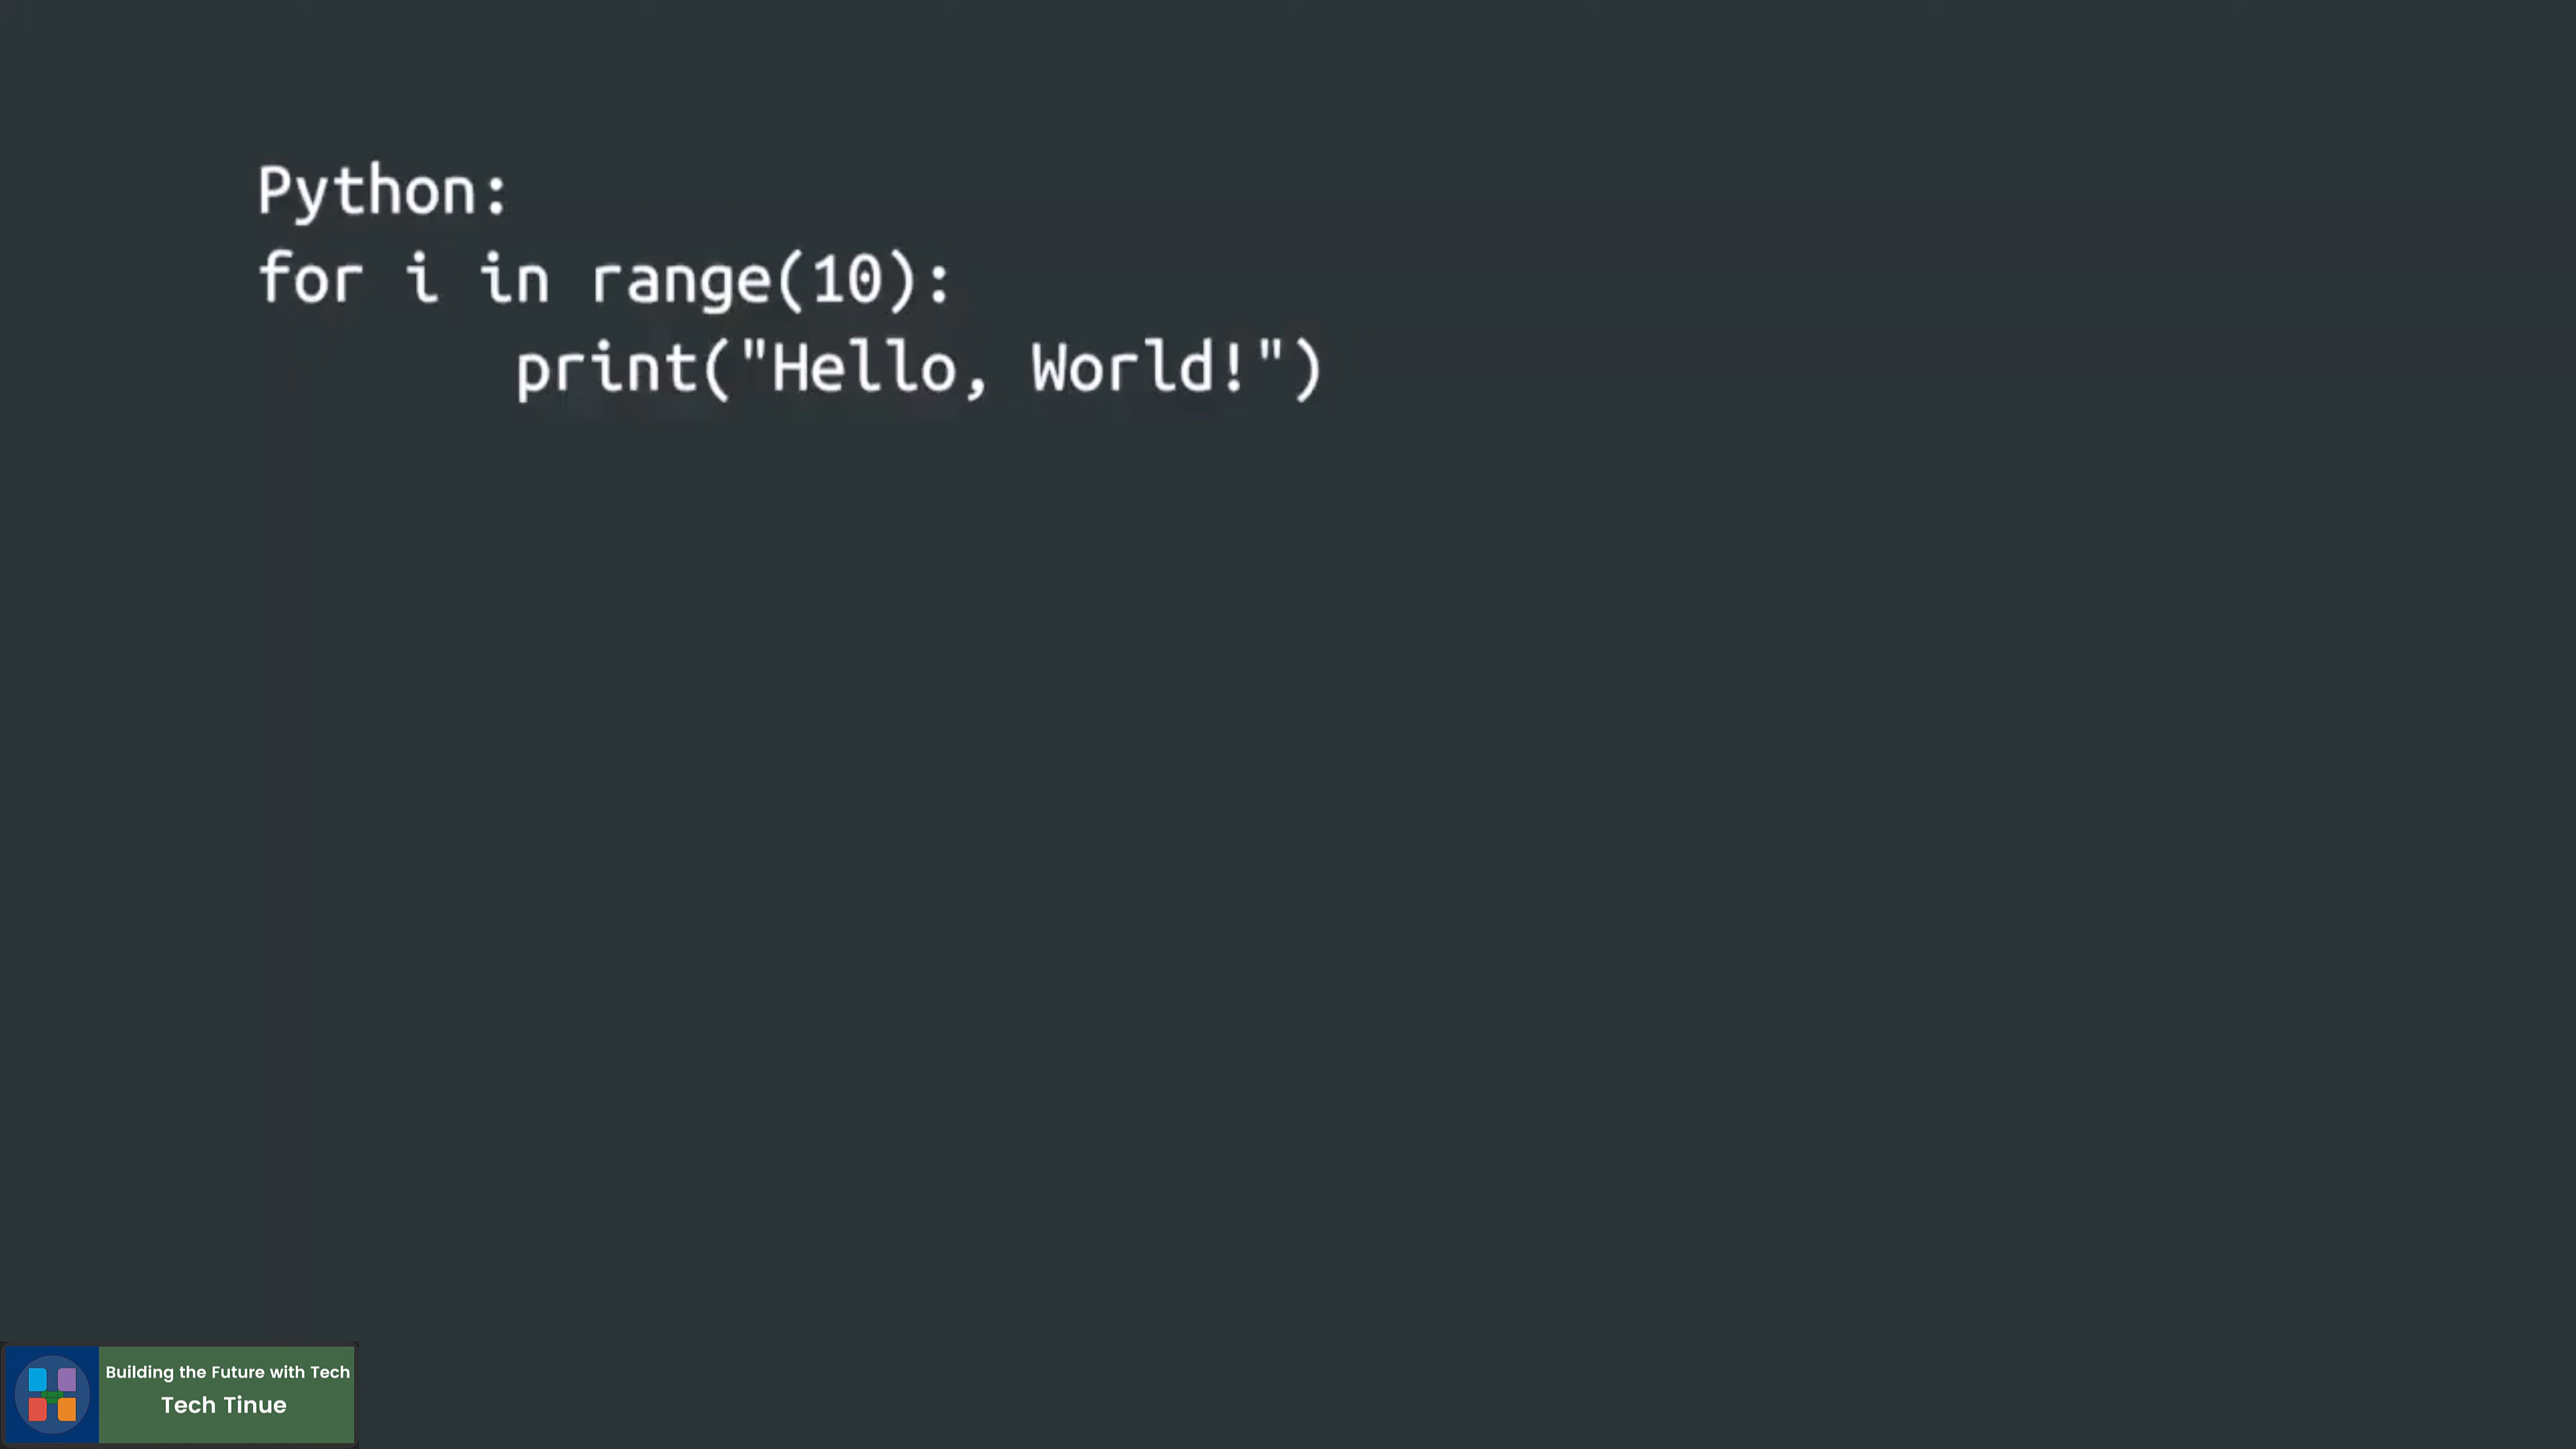 Python:
for i in range(10):
       print("Hello, World!")
Building the Future with Tech
Tech Tinue